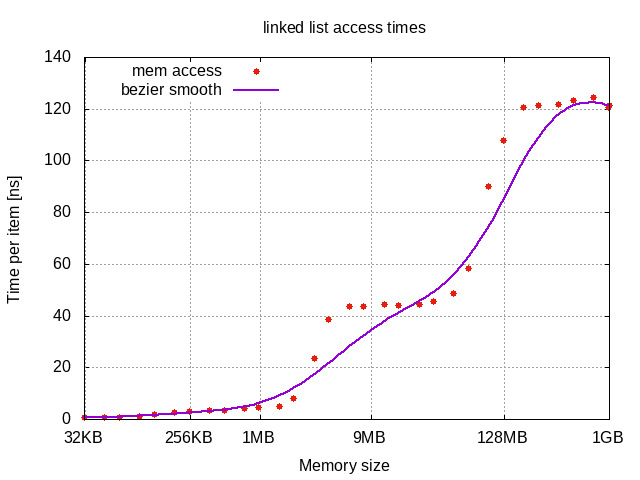 linked list access times
mem access
bezier smooth
Time per item [ns]
140
120
100
80
60
40
20
0
32KB 256KB 1MB 9MB 128MB 1GB
Memory size